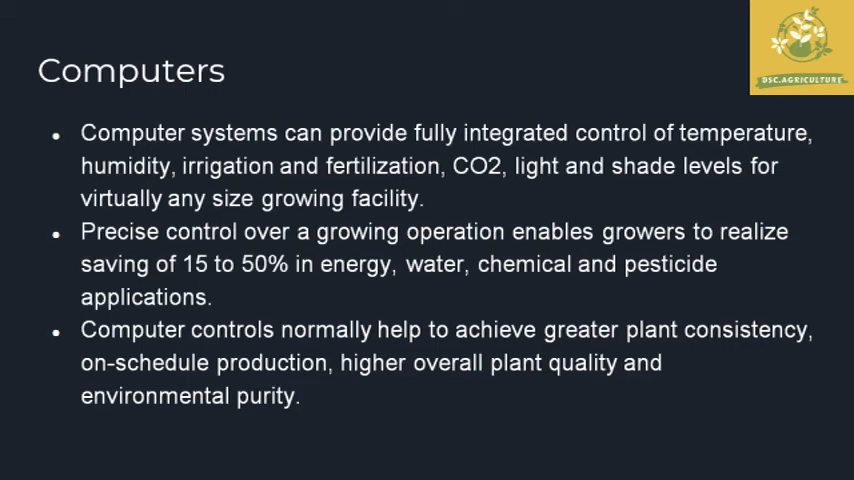 DSC.AGRICULTURE
Computers
• Computer systems can provide fully integrated control of temperature,
humidity, irrigation and fertilization, CO2, light and shade levels for
virtually any size growing facility.
• Precise control over a growing operation enables growers to realize
saving of 15 to 50% in energy, water, chemical and pesticide
applications.
• Computer controls normally help to achieve greater plant consistency,
on-schedule production, higher overall plant quality and
environmental purity.